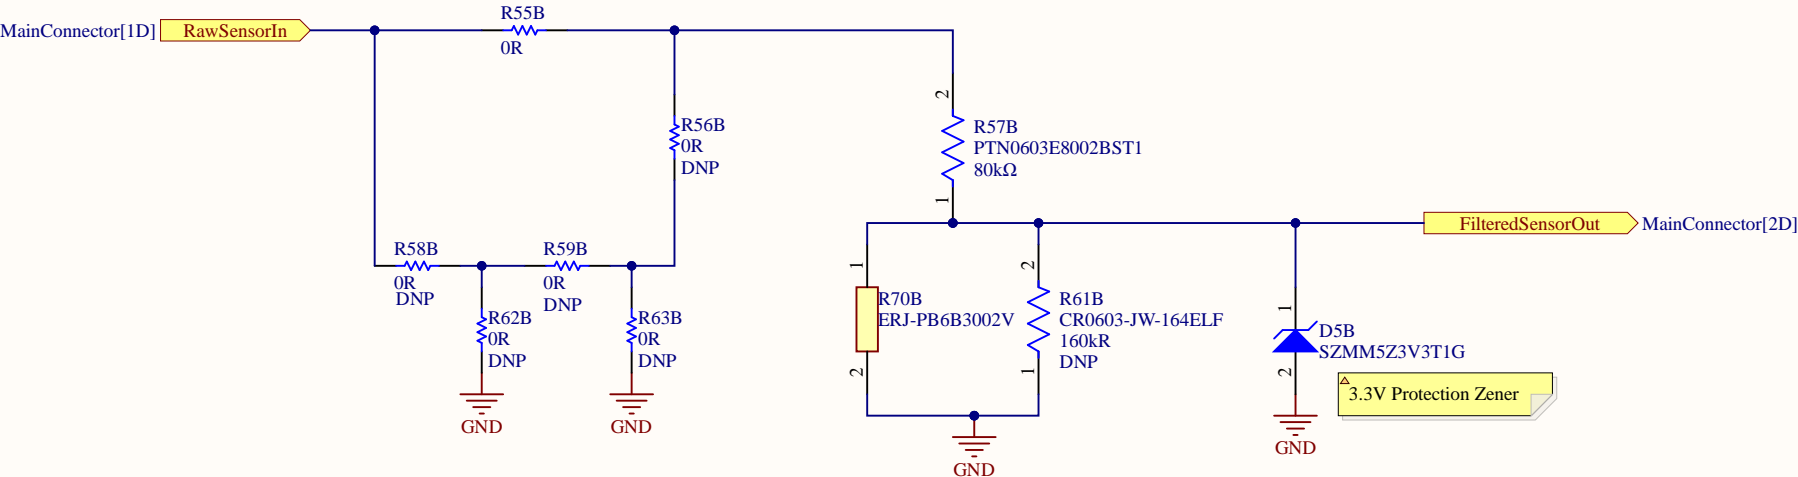 MainConnector[1D]
RawSensorIn
R55B
0R
R56B
0R
DNP
2
R57B
PTN0603E8002BST1
80kΩ
1
FilteredSensorOut
MainConnector[2D]
R58B
0R
DNP
R59B
0R
DNP
R62B
0R
DNP
GND
R63B
0R
DNP
GND
1
R70B
ERJ-PB6B3002V
2
2
R61B
CR0603-JW-164ELF
160kR
DNP
1
GND
1
D5B
SZMM5Z3V3T1G
2
GND
3.3V Protection Zener